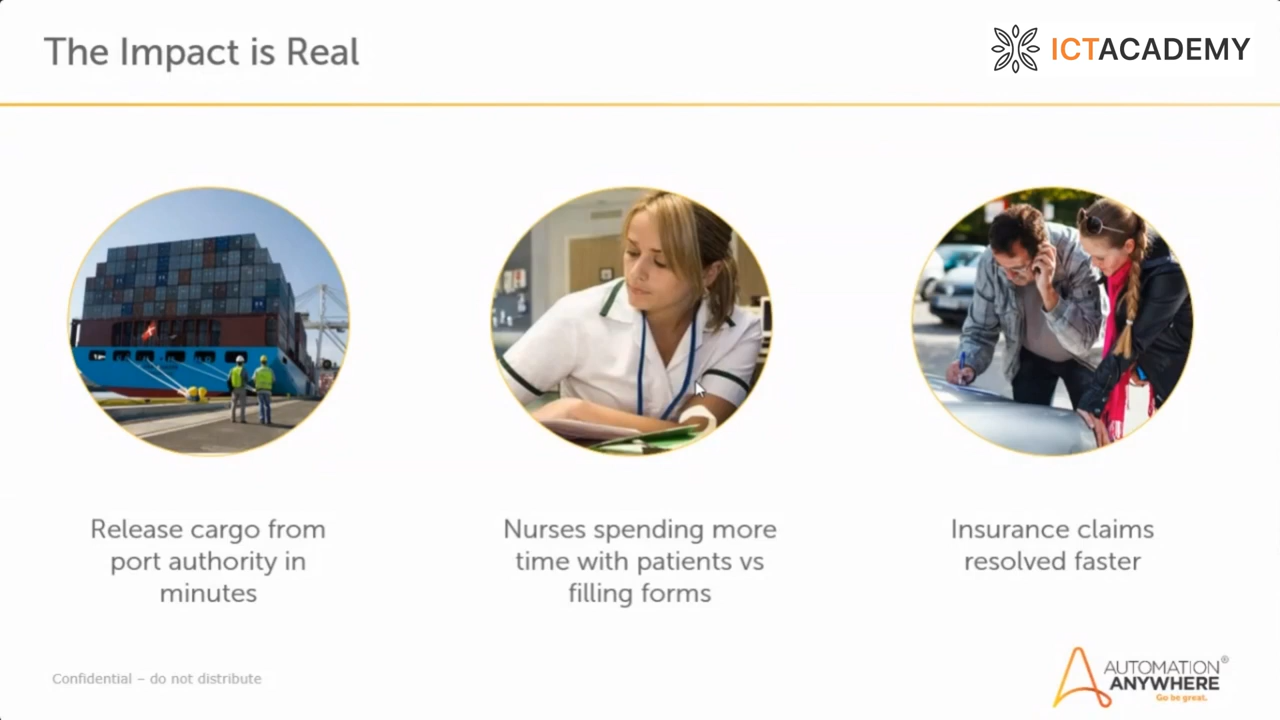 The Impact is Real
ICTACADEMY
Release cargo from
port authority in
minutes
Nurses spending more
time with patients vs
filling forms
Insurance claims
resolved faster
Confidential – do not distribute
AUTOMATION®
ANYWHERE
Go be great.